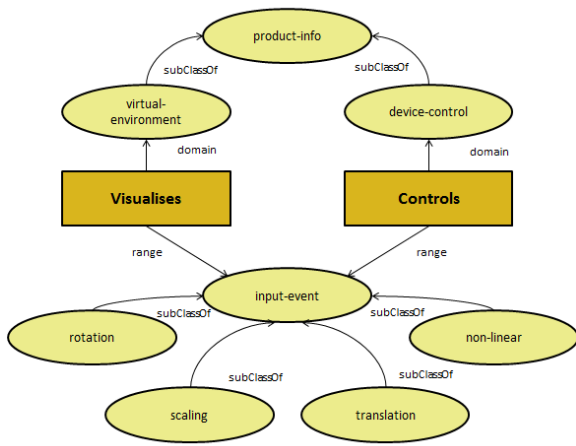 product-info
subClassOf
subClassOf
virtual-
environment
device-control
domain
domain
Visualises
Controls
range
range
input-event
subClassOf
subClassOf
rotation
non-linear
subClassOf
subClassOf
scaling
translation